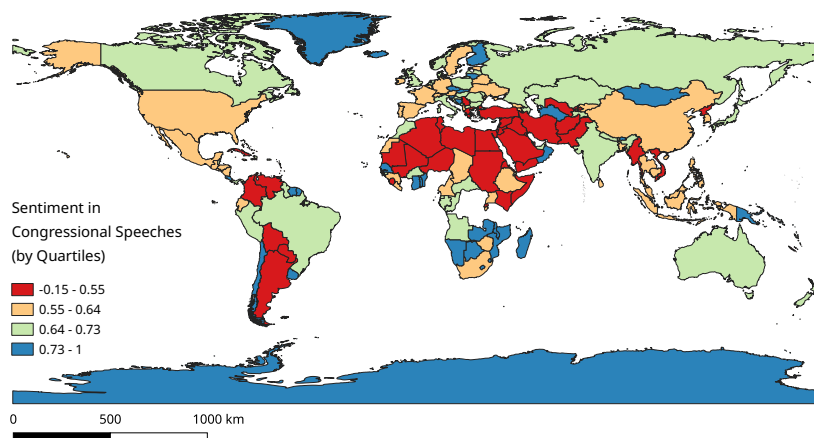 Sentiment in
Congressional Speeches
(by Quartiles)
-0.15 - 0.55
0.55 - 0.64
0.64 - 0.73
0.73 - 1
0 500 1000 km